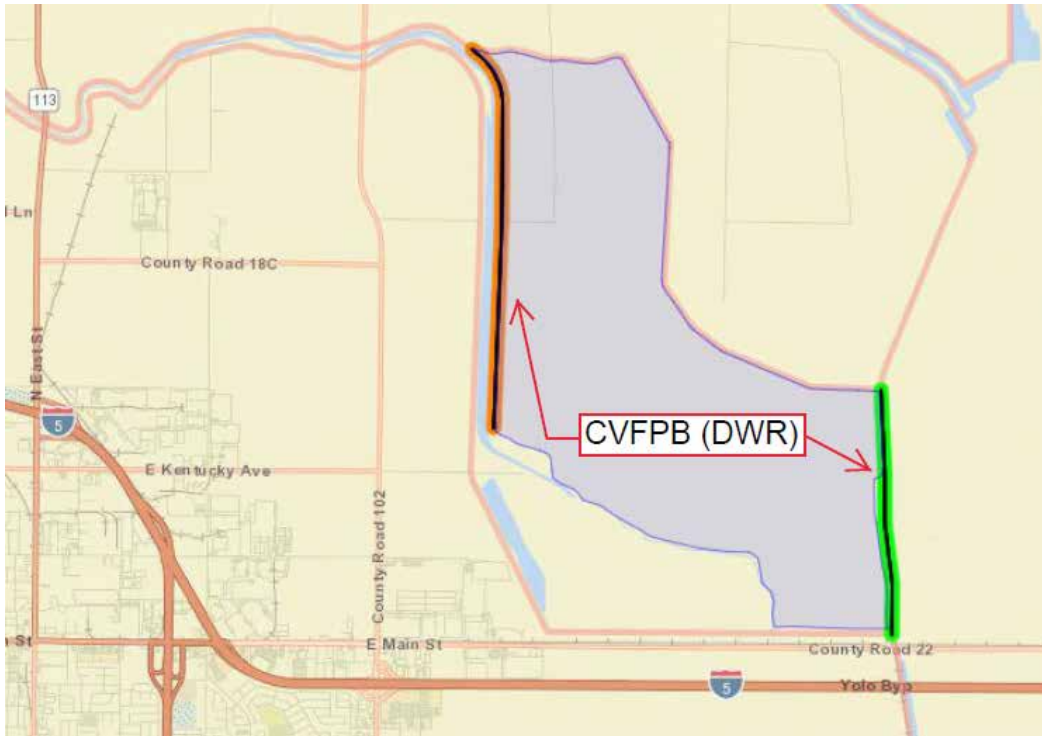 113
l Ln
County Road 18C
N East St
5
CVFPB (DWR)
E Kentucky Ave
County Road 102
n St
E Main St
County Road 22
5
Yolo Byp